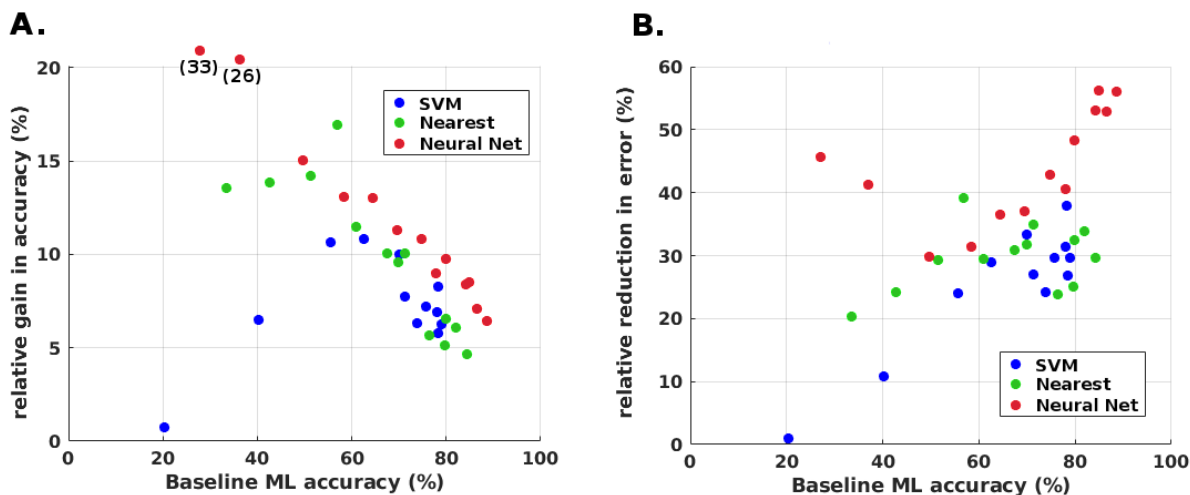 A.
relative gain in accuracy (%)
20
15
10
5
0
(33)
(26)
SVM
Nearest
Neural Net
0 20 40 60 80 100
Baseline ML accuracy (%)
B.
relative reduction in error (%)
60
50
40
30
20
10
0
SVM
Nearest
Neural Net
0 20 40 60 80 100
Baseline ML accuracy (%)